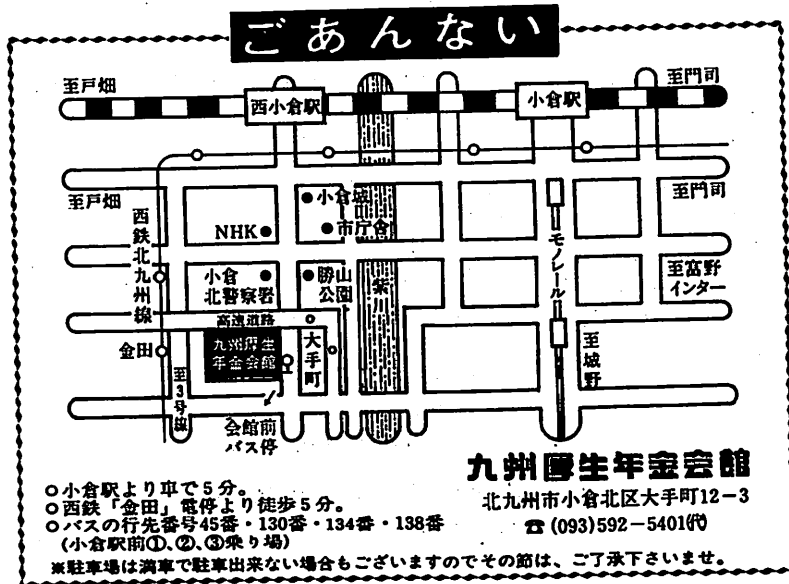 ごあんない
至戸畑
西小倉駅
小倉駅
至門司
至戸畑
至門司
西鉄北九州線
小倉城
市庁舎
NHK
小倉
北警察署
勝山
公園
紫川
モノレール
至富野
インター
高速道路
九州厚生
年金会館
大手町
金田
至3号線
至城野
会館前
バス停
九州厚生年金会館
北九州市小倉北区大手町12-3
☎(093)592-5401㈹
○小倉駅より車で5分。
○西鉄「金田」電停より徒歩5分。
○バスの行先番号45番・130番・134番・138番
(小倉駅前①、②、③乗り場)
※駐車場は満車で駐車出来ない場合もございますのでその節は、ご了承下さいませ。